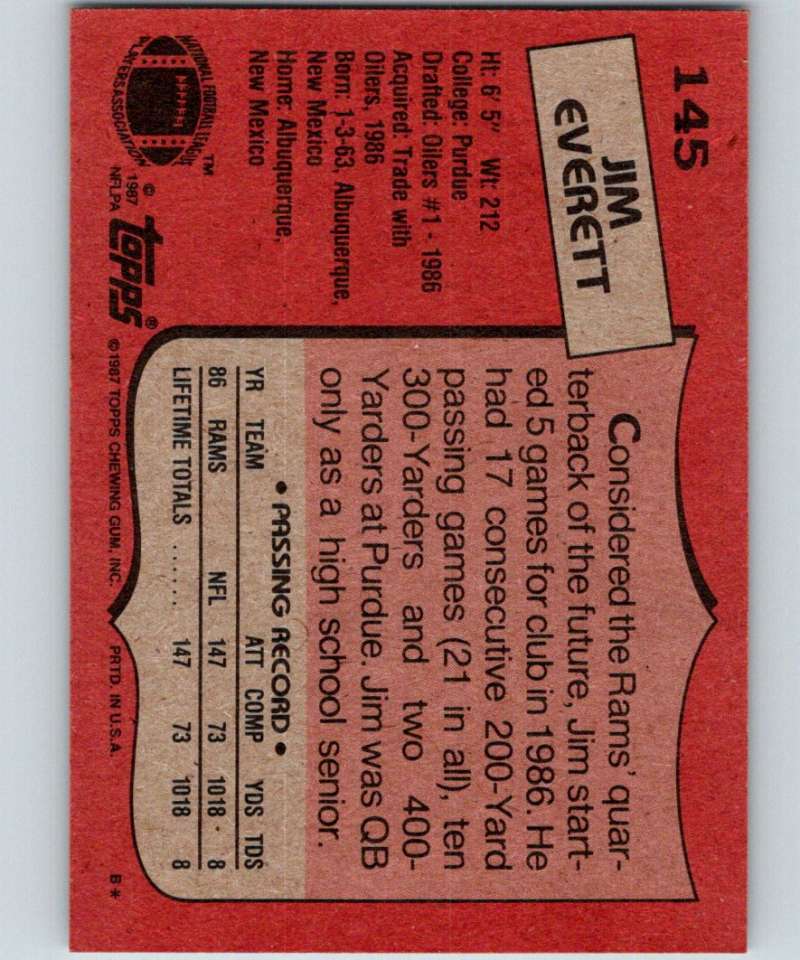 145
JIM
EVERETT
Ht: 6' 5" Wt: 212
College: Purdue
Drafted: Oilers #1 - 1986
Acquired: Trade with
Oilers, 1986
Born: 1-3-63, Albuquerque,
New Mexico
Home: Albuquerque,
New Mexico
NATIONAL FOOTBALL LEAGUE
PLAYERS ASSOCIATION
™
© 1987
NFLPA
topps®
Considered the Rams' quar-
terback of the future, Jim start-
ed 5 games for club in 1986. He
had 17 consecutive 200-Yard
passing games (21 in all), ten
300-Yarders and two 400-
Yarders at Purdue. Jim was QB
only as a high school senior.
• PASSING RECORD •
YR TEAM ATT COMP YDS TDS
86 RAMS NFL 147 73 1018 8
LIFETIME TOTALS ...... 147 73 1018 8
©1987 TOPPS CHEWING GUM, INC. PRTD. IN U.S.A. B*